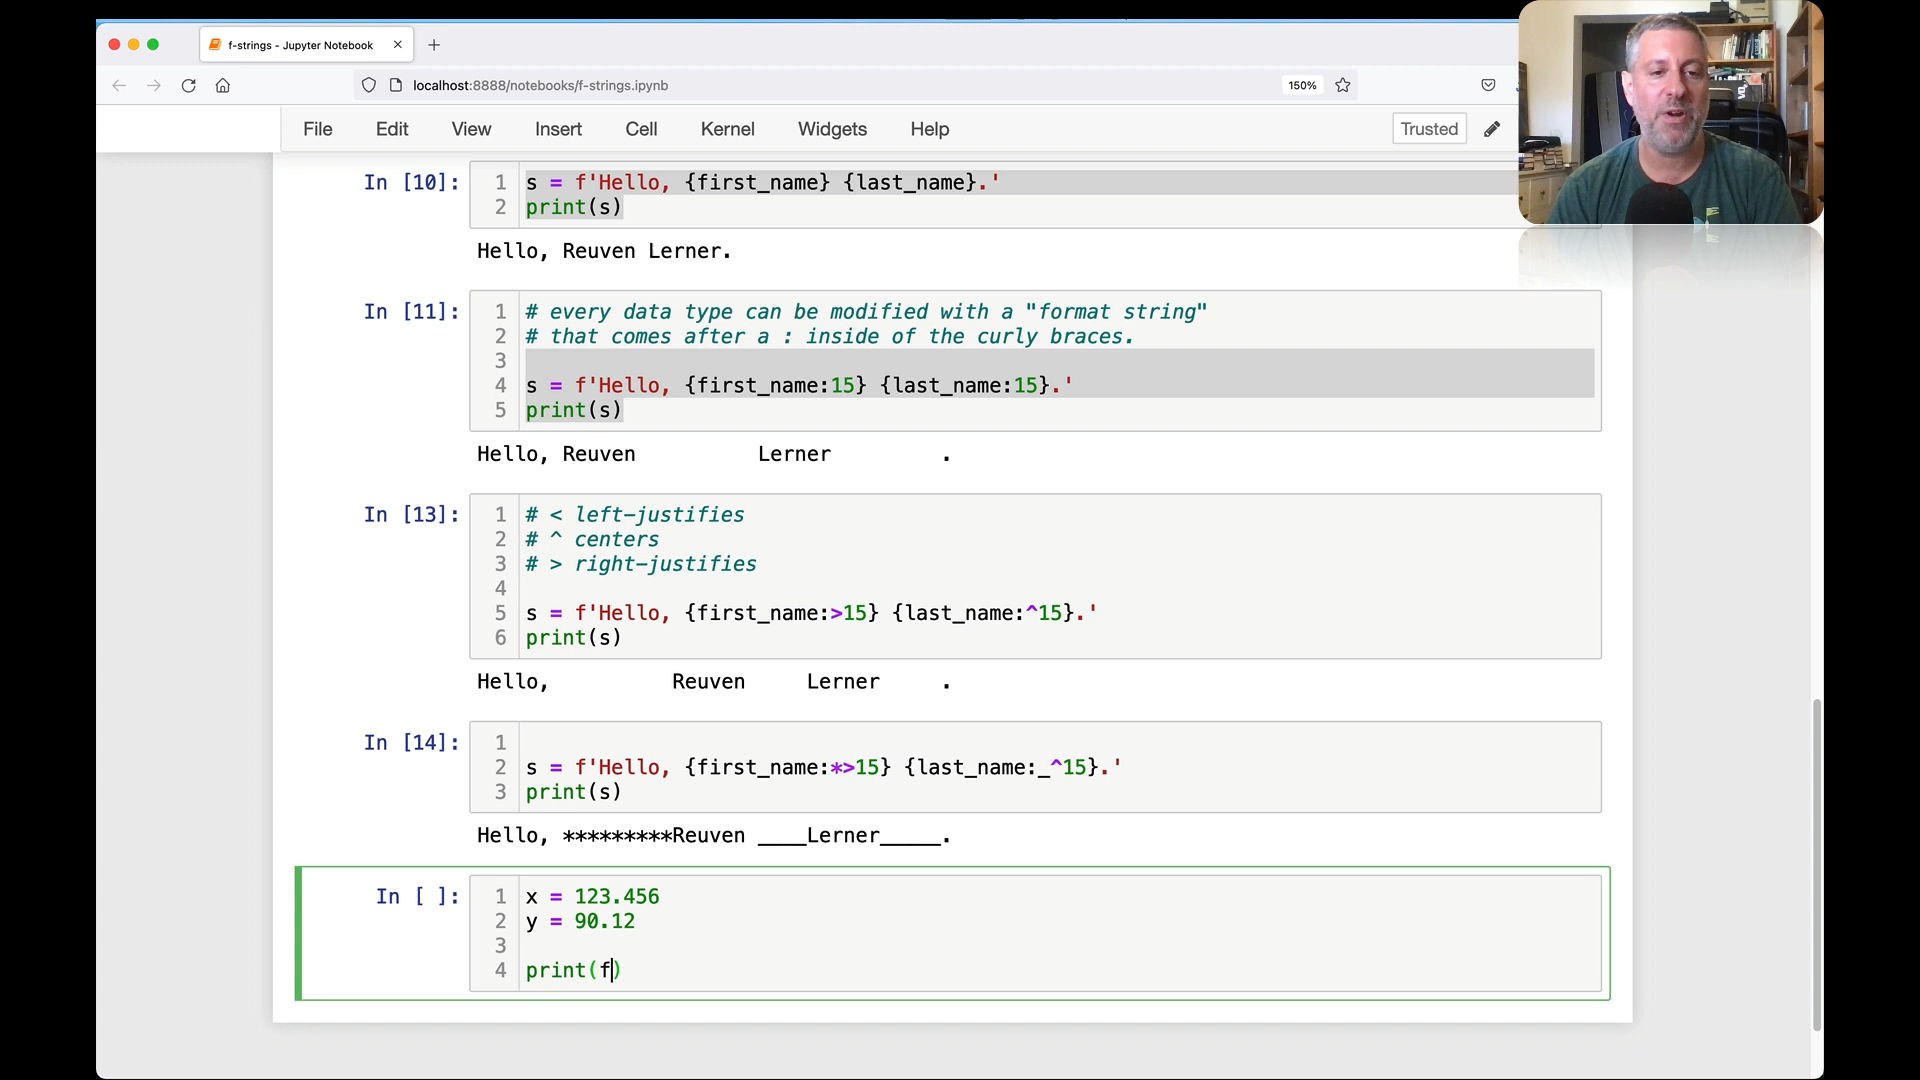 f-strings - Jupyter Notebook
localhost:8888/notebooks/f-strings.ipynb
150%
File Edit View Insert Cell Kernel Widgets Help
Trusted
In [10]:
1 s = f'Hello, {first_name} {last_name}.'
2 print(s)
Hello, Reuven Lerner.
In [11]:
1 # every data type can be modified with a "format string"
2 # that comes after a : inside of the curly braces.
3
4 s = f'Hello, {first_name:15} {last_name:15}.'
5 print(s)
Hello, Reuven          Lerner         .
In [13]:
1 # < left-justifies
2 # ^ centers
3 # > right-justifies
4
5 s = f'Hello, {first_name:>15} {last_name:^15}.'
6 print(s)
Hello,          Reuven     Lerner     .
In [14]:
1
2 s = f'Hello, {first_name:*>15} {last_name:_^15}.'
3 print(s)
Hello, *********Reuven ____Lerner_____.
In [ ]:
1 x = 123.456
2 y = 90.12
3
4 print(f)